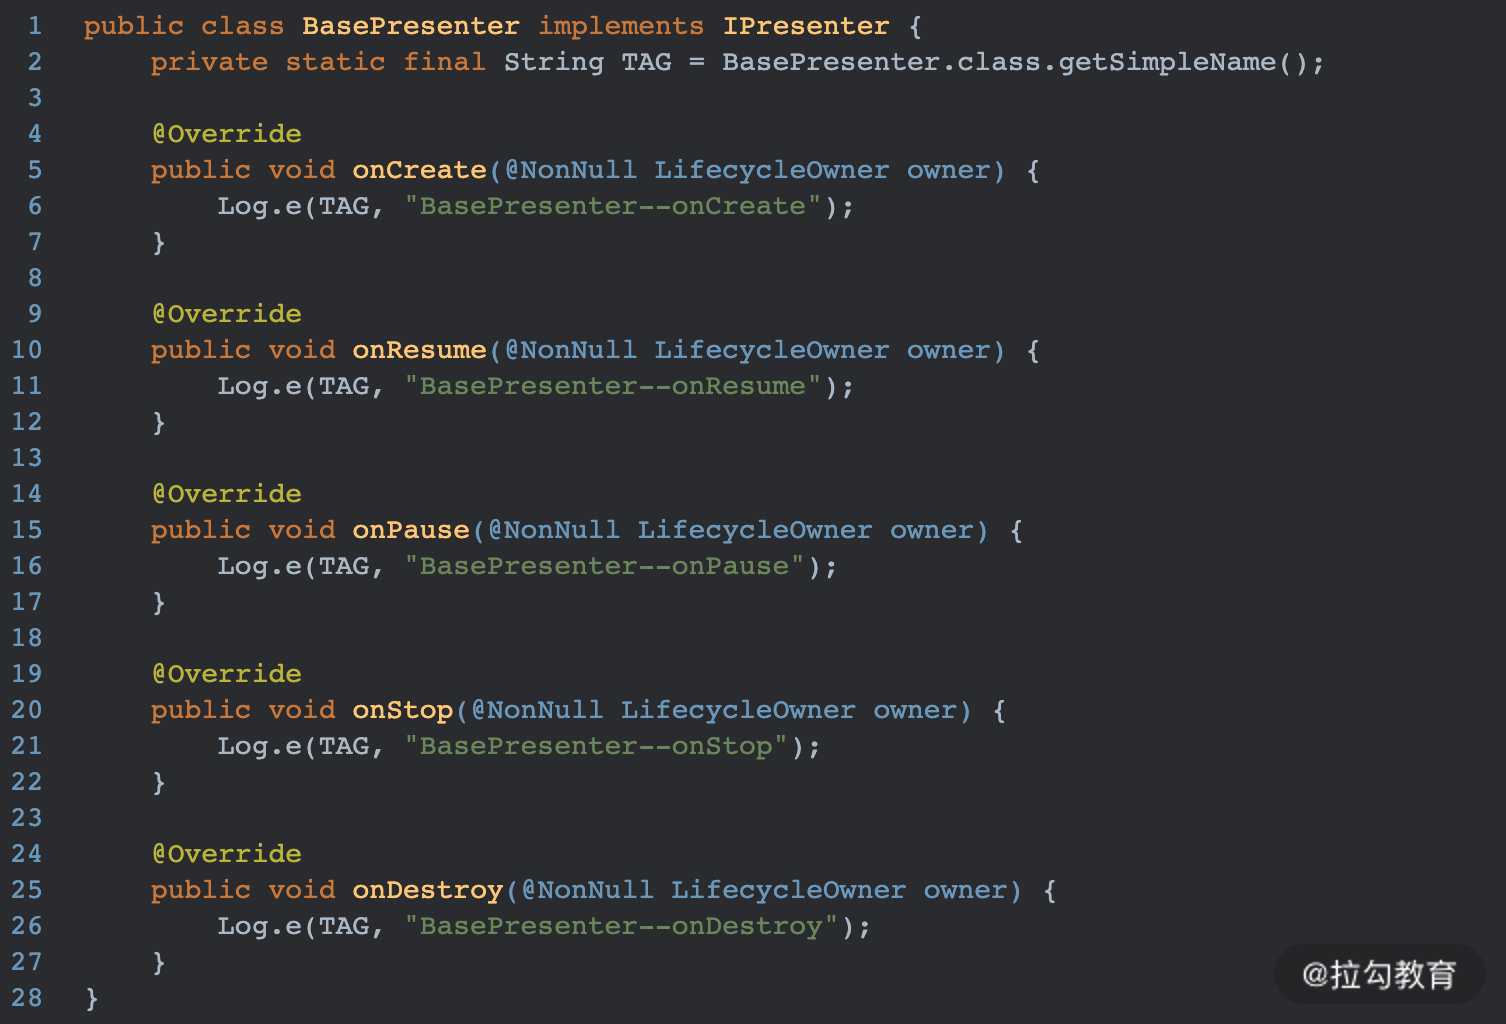 1 public class BasePresenter implements IPresenter {
2     private static final String TAG = BasePresenter.class.getSimpleName();
3
4     @Override
5     public void onCreate(@NonNull LifecycleOwner owner) {
6         Log.e(TAG, "BasePresenter--onCreate");
7     }
8
9     @Override
10     public void onResume(@NonNull LifecycleOwner owner) {
11         Log.e(TAG, "BasePresenter--onResume");
12     }
13
14     @Override
15     public void onPause(@NonNull LifecycleOwner owner) {
16         Log.e(TAG, "BasePresenter--onPause");
17     }
18
19     @Override
20     public void onStop(@NonNull LifecycleOwner owner) {
21         Log.e(TAG, "BasePresenter--onStop");
22     }
23
24     @Override
25     public void onDestroy(@NonNull LifecycleOwner owner) {
26         Log.e(TAG, "BasePresenter--onDestroy");
27     }
28 }
@拉勾教育